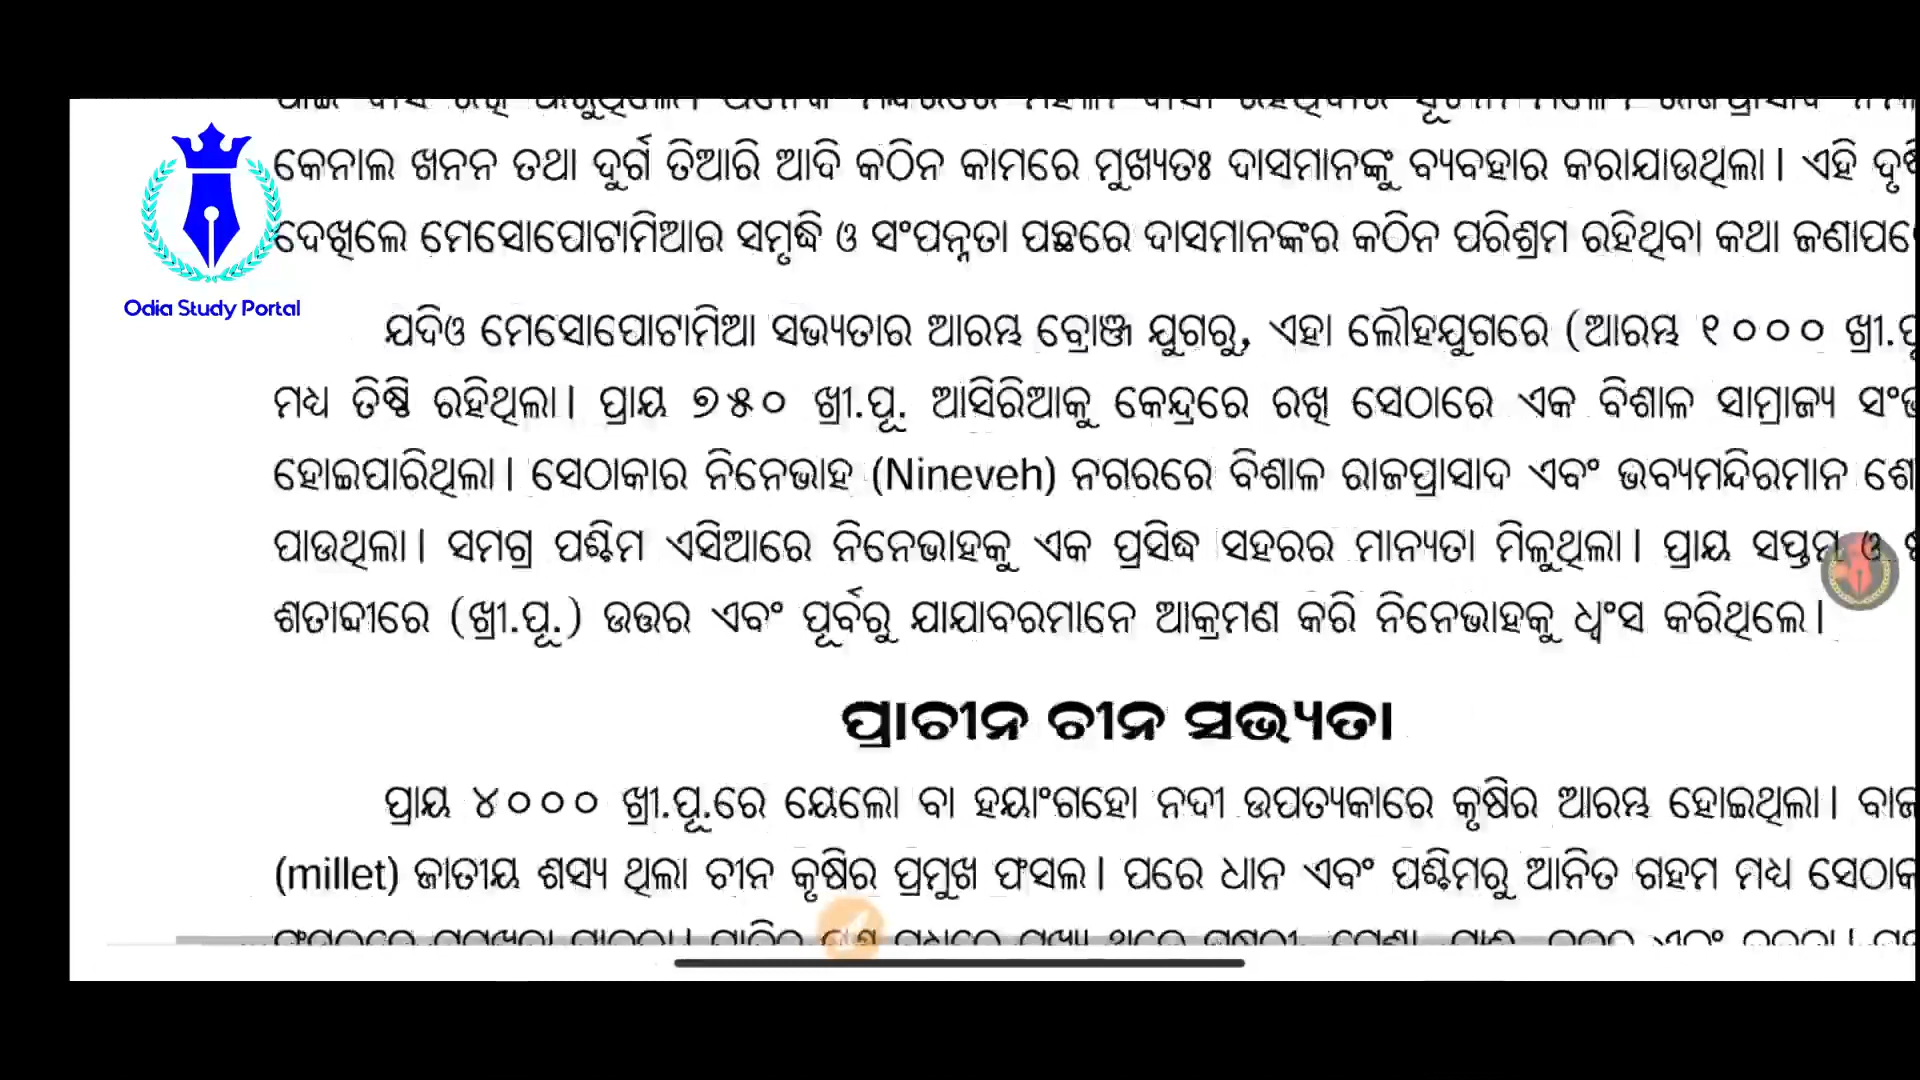 କେନାଲ ଖନନ ତଥା ଦୁର୍ଗ ତିଆରି ଆଦି କଠିନ କାମରେ ମୁଖ୍ୟତଃ ଦାସମାନଙ୍କୁ ବ୍ୟବହାର କରାଯାଉଥିଲା। ଏହି
ଦେଖିଲେ ମେସୋପୋଟାମିଆର ସମୃଦ୍ଧି ଓ ସଂପନ୍ନତା ପଛରେ ଦାସମାନଙ୍କର କଠିନ ପରିଶ୍ରମ ରହିଥିବା କଥା
Odia Study Portal
ଯଦିଓ ମେସୋପୋଟାମିଆ ସଭ୍ୟତାର ଆରମ୍ଭ ବ୍ରୋଞ୍ଜ ଯୁଗରୁ, ଏହା ଲୌହଯୁଗରେ (ଆରମ୍ଭ ୧୦୦୦
ମଧ୍ୟ ତିଷ୍ଠି ରହିଥିଲା। ପ୍ରାୟ ୭୫୦ ଖ୍ରୀ.ପୂ. ଆସିରିଆକୁ କେନ୍ଦ୍ରରେ ରଖି ସେଠାରେ ଏକ ବିଶାଳ ସାମ୍ରାଜ୍ୟ
ହୋଇପାରିଥିଲା। ସେଠାକାର ନିନେଭାହ (Nineveh) ନଗରରେ ବିଶାଳ ରାଜପ୍ରାସାଦ ଏବଂ ଭବ୍ୟମନ୍ଦିରମାନ
ପାଉଥିଲା। ସମଗ୍ର ପଶ୍ଚିମ ଏସିଆରେ ନିନେଭାହକୁ ଏକ ପ୍ରସିଦ୍ଧ ସହରର ମାନ୍ୟତା ମିଳୁଥିଲା। ପ୍ରାୟ ସପ୍ତମ ଓ
ଶତାବ୍ଦୀରେ (ଖ୍ରୀ.ପୂ.) ଉତ୍ତର ଏବଂ ପୂର୍ବରୁ ଯାଯାବରମାନେ ଆକ୍ରମଣ କରି ନିନେଭାହକୁ ଧ୍ୱଂସ କରିଥିଲେ।
ପ୍ରାଚୀନ ଚୀନ ସଭ୍ୟତା
ପ୍ରାୟ ୪୦୦୦ ଖ୍ରୀ.ପୂ.ରେ ୟେଲୋ ବା ହୟାଂଗହୋ ନଦୀ ଉପତ୍ୟକାରେ କୃଷିର ଆରମ୍ଭ ହୋଇଥିଲା।
(millet) ଜାତୀୟ ଶସ୍ୟ ଥିଲା ଚୀନ କୃଷିର ପ୍ରମୁଖ ଫସଲ। ପରେ ଧାନ ଏବଂ ପଶ୍ଚିମରୁ ଆନିତ ଗହମ ମଧ୍ୟ